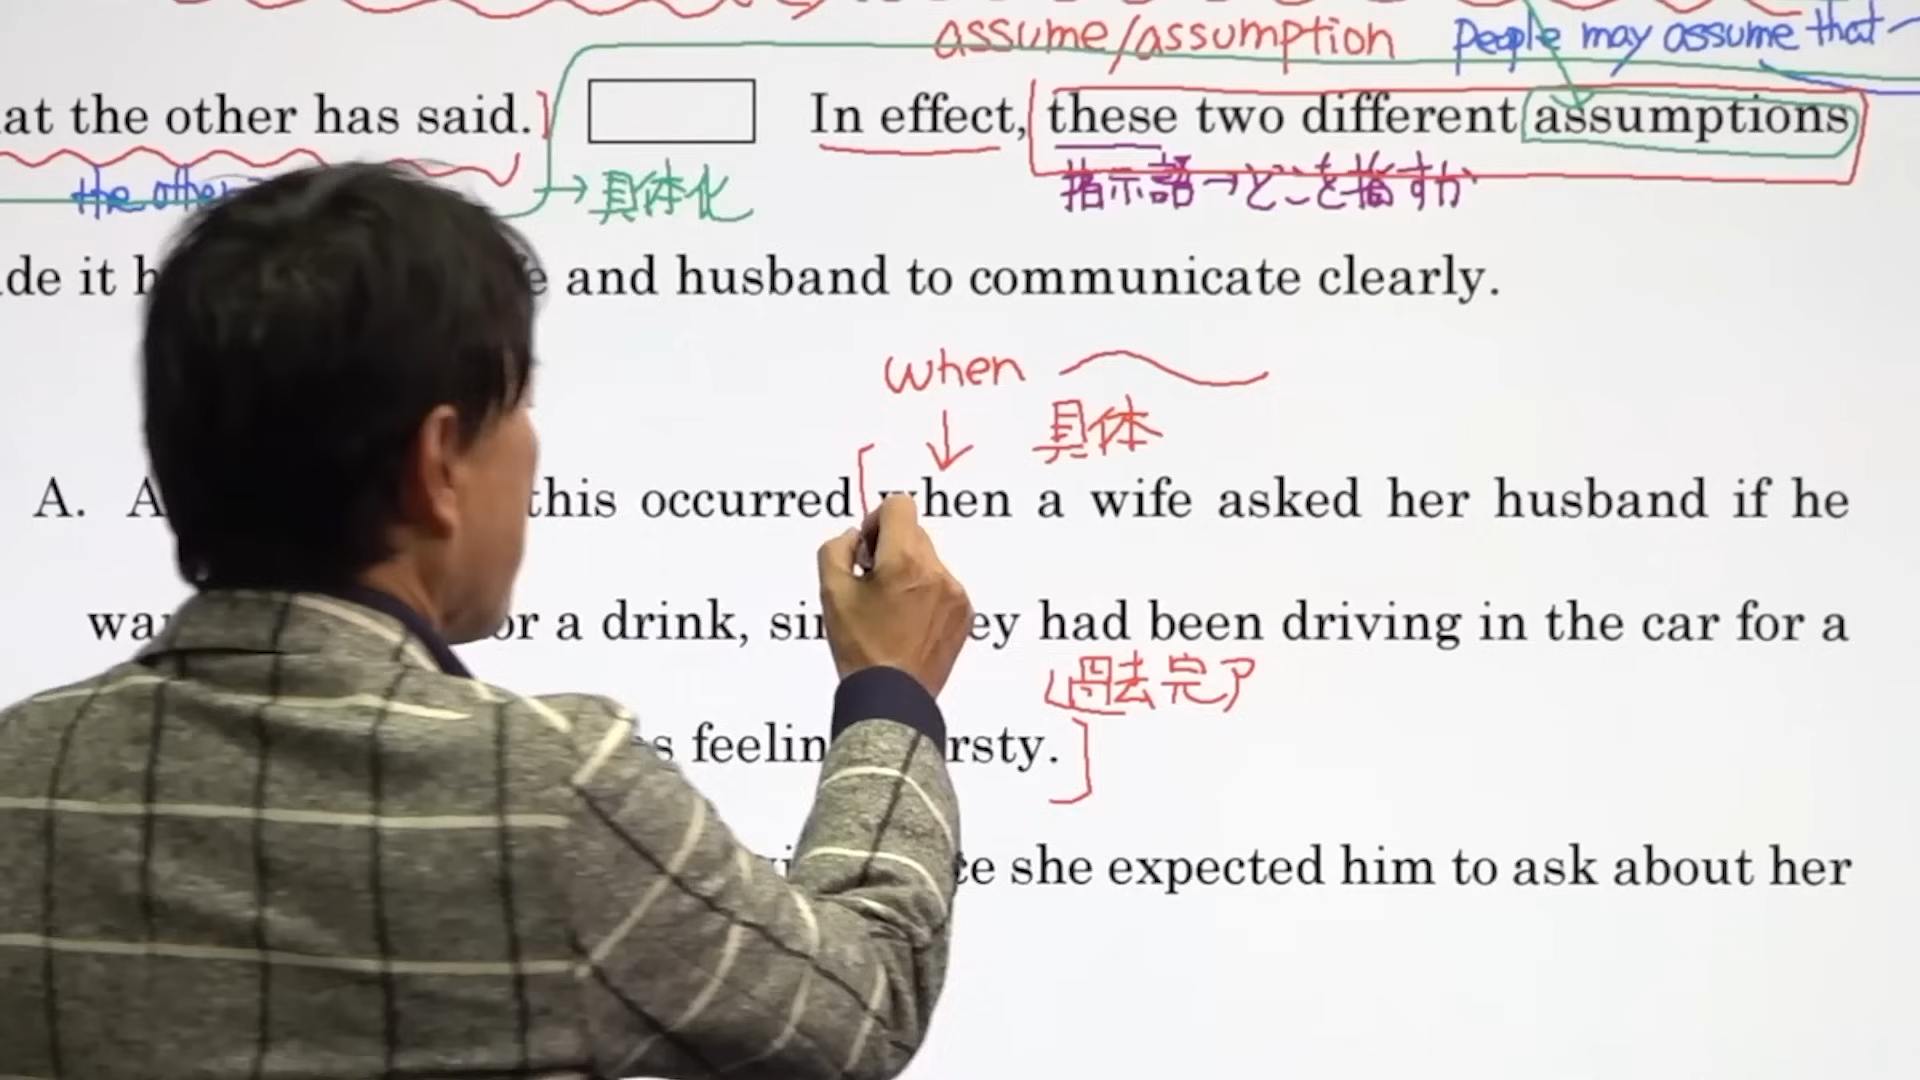 assume/assumption People may assume that
at the other has said. In effect, these two different assumptions
the other →具体化 指示語→どこを指すか
de it and husband to communicate clearly.
when
↓ 具体
A. this occurred when a wife asked her husband if he
or a drink, had been driving in the car for a
過去完了
feelin rsty.
she expected him to ask about her